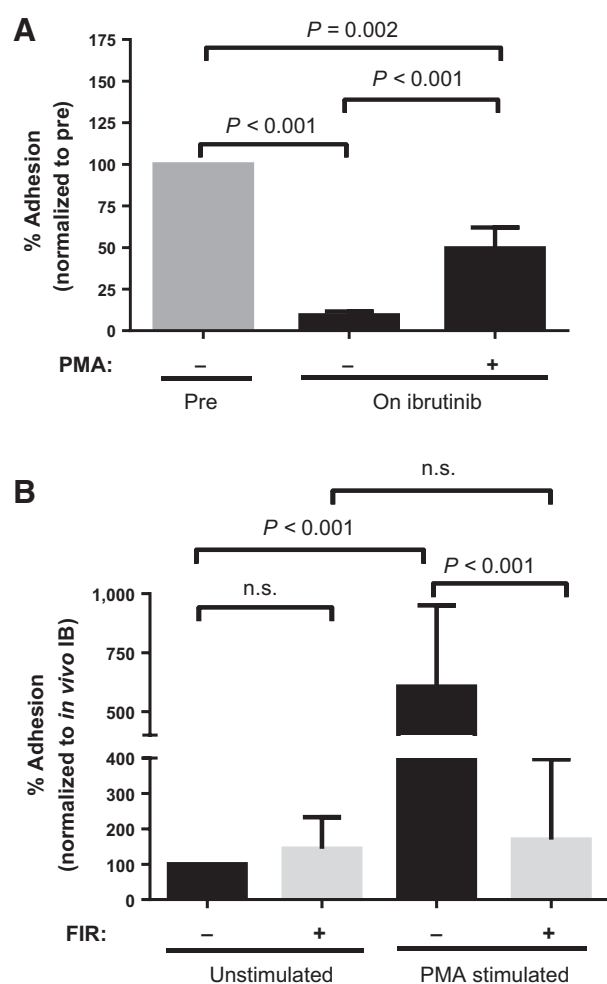 A
% Adhesion
(normalized to pre)
175
150
125
100
75
50
25
0
P = 0.002
P < 0.001
P < 0.001
PMA: – – +
Pre On ibrutinib
B
% Adhesion
(normalized to in vivo IB)
1,000
750
500
400
300
200
100
0
n.s.
P < 0.001
P < 0.001
n.s.
FIR: – + – +
Unstimulated PMA stimulated